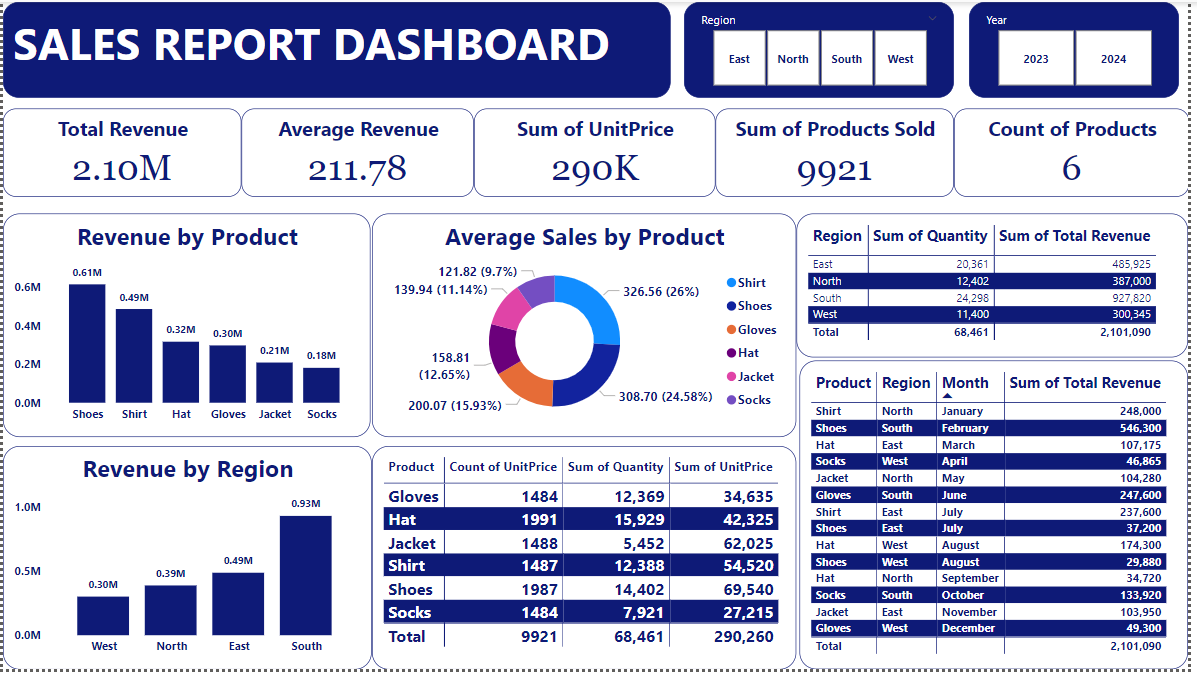 SALES REPORT DASHBOARD
Region
East North South West
Year
2023 2024
Total Revenue
2.10M
Average Revenue
211.78
Sum of UnitPrice
290K
Sum of Products Sold
9921
Count of Products
6
Revenue by Product
0.6M
0.4M
0.2M
0.0M
0.61M
0.49M
0.32M
0.30M
0.21M
0.18M
Shoes Shirt Hat Gloves Jacket Socks
Average Sales by Product
121.82 (9.7%)
139.94 (11.14%)
158.81
(12.65%)
200.07 (15.93%)
326.56 (26%)
308.70 (24.58%)
Shirt
Shoes
Gloves
Hat
Jacket
Socks
Region Sum of Quantity Sum of Total Revenue
East 20,361 485,925
North 12,402 387,000
South 24,298 927,820
West 11,400 300,345
Total 68,461 2,101,090
Revenue by Region
1.0M
0.5M
0.0M
0.30M
0.39M
0.49M
0.93M
West North East South
Product Count of UnitPrice Sum of Quantity Sum of UnitPrice
Gloves 1484 12,369 34,635
Hat 1991 15,929 42,325
Jacket 1488 5,452 62,025
Shirt 1487 12,388 54,520
Shoes 1987 14,402 69,540
Socks 1484 7,921 27,215
Total 9921 68,461 290,260
Product Region Month Sum of Total Revenue
Shirt North January 248,000
Shoes South February 546,300
Hat East March 107,175
Socks West April 46,865
Jacket North May 104,280
Gloves South June 247,600
Shirt East July 237,600
Shoes East July 37,200
Hat West August 174,300
Shoes West August 29,880
Hat North September 34,720
Socks South October 133,920
Jacket East November 103,950
Gloves West December 49,300
Total 2,101,090